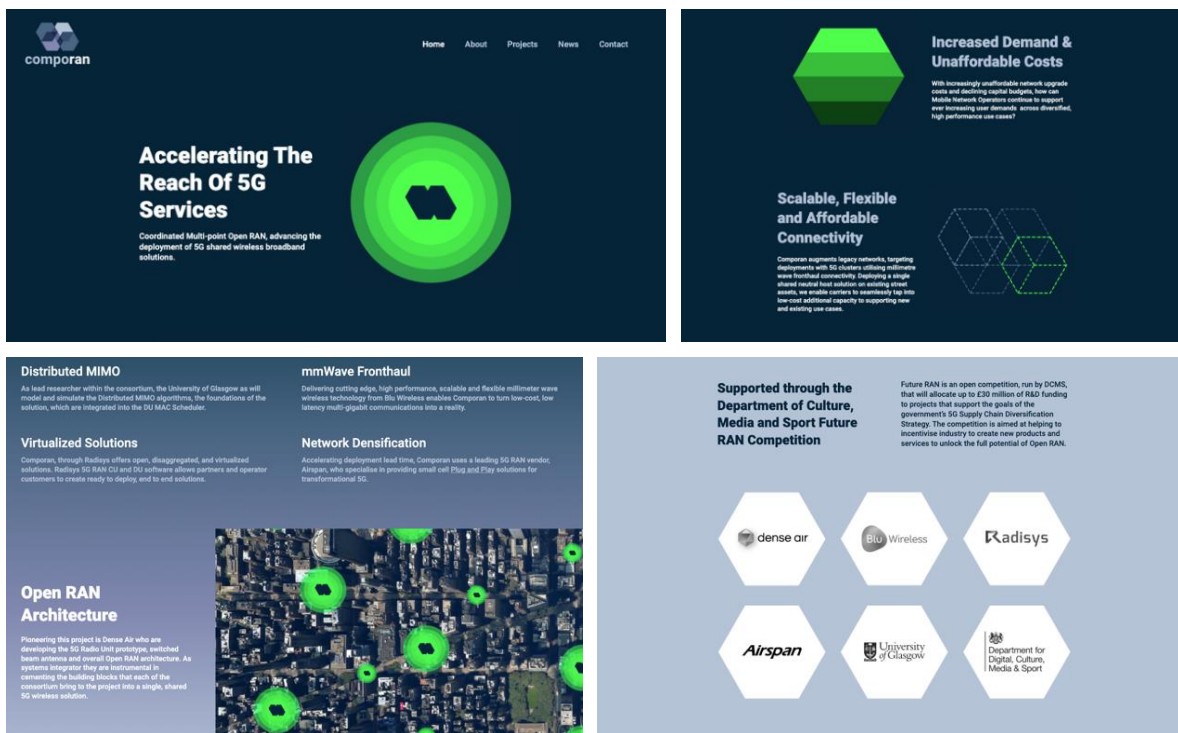 comporan
Home About Projects News Contact
Accelerating The
Reach Of 5G
Services
Coordinated Multi-point Open RAN, advancing the
deployment of 5G shared wireless broadband
solutions.
Increased Demand &
Unaffordable Costs
With increasingly unaffordable network upgrade
costs and declining capital budgets, how can
Mobile Network Operators continue to support
ever increasing user demands across diversified,
high performance use cases?
Scalable, Flexible
and Affordable
Connectivity
Comporan augments legacy networks, targeting
deployments with 5G clusters utilising millimetre
wave fronthaul connectivity. Deploying a single
shared neutral host solution on existing street
assets, we enable carriers to seamlessly tap into
low-cost additional capacity to supporting new
and existing use cases.
Distributed MIMO
As lead researcher within the consortium, the University of Glasgow as will
model and simulate the Distributed MIMO algorithms, the foundations of the
solution, which are integrated into the DU MAC Scheduler.
mmWave Fronthaul
Delivering cutting edge, high performance, scalable and flexible millimeter wave
wireless technology from Blu Wireless enables Comporan to turn low-cost, low
latency multi-gigabit communications into a reality.
Virtualized Solutions
Comporan, through Radisys offers open, disaggregated, and virtualized
solutions. Radisys 5G RAN CU and DU software allows partners and operator
customers to create ready to deploy, end to end solutions.
Network Densification
Accelerating deployment lead time, Comporan uses a leading 5G RAN vendor,
Airspan, who specialise in providing small cell Plug and Play solutions for
transformational 5G.
Open RAN
Architecture
Pioneering this project is Dense Air who are
developing the 5G Radio Unit prototype, switched
beam antenna and overall Open RAN architecture. As
systems integrator they are instrumental in
cementing the building blocks that each of the
consortium bring to the project into a single, shared
5G wireless solution.
Supported through the
Department of Culture,
Media and Sport Future
RAN Competition
Future RAN is an open competition, run by DCMS,
that will allocate up to £30 million of R&D funding
to projects that support the goals of the
government's 5G Supply Chain Diversification
Strategy. The competition is aimed at helping to
incentivise industry to create new products and
services to unlock the full potential of Open RAN.
dense air
Blu Wireless
Radisys
Airspan
University
of Glasgow
Department for
Digital, Culture,
Media & Sport